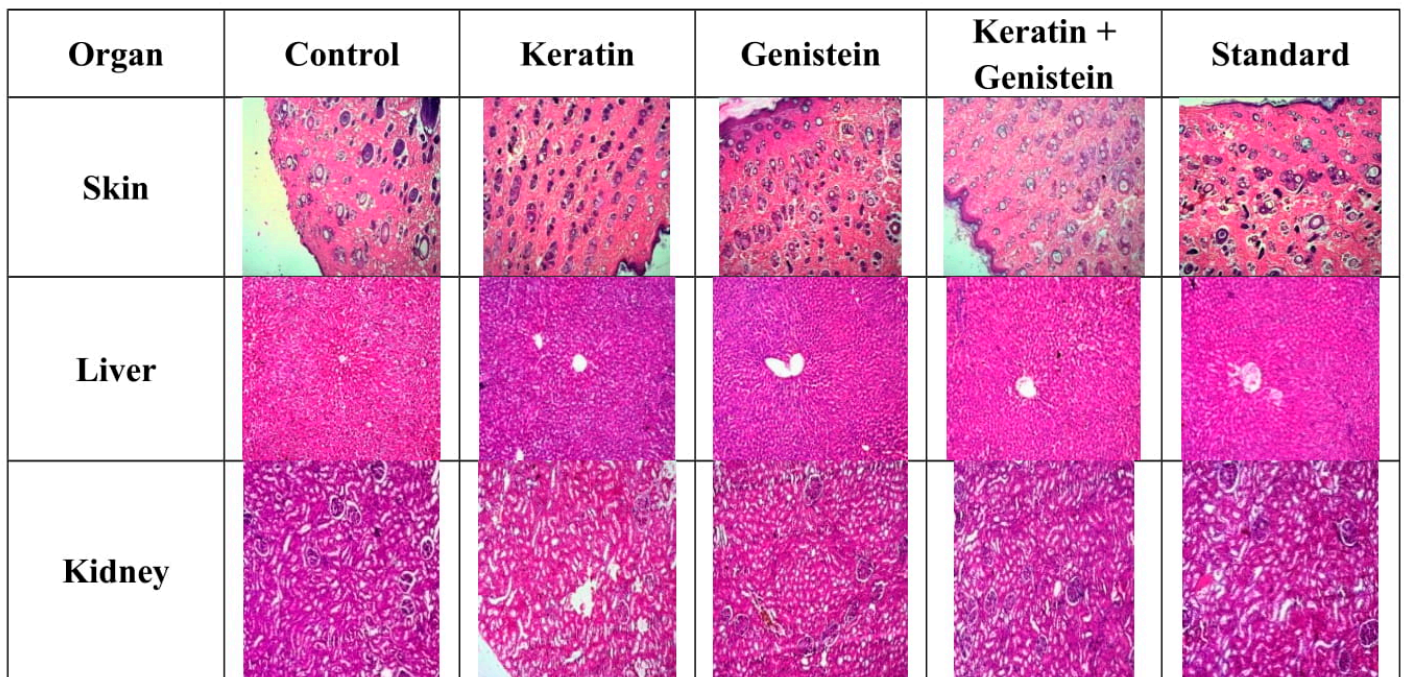 Organ
Control
Keratin
Genistein
Keratin +
Genistein
Standard
Skin
Liver
Kidney